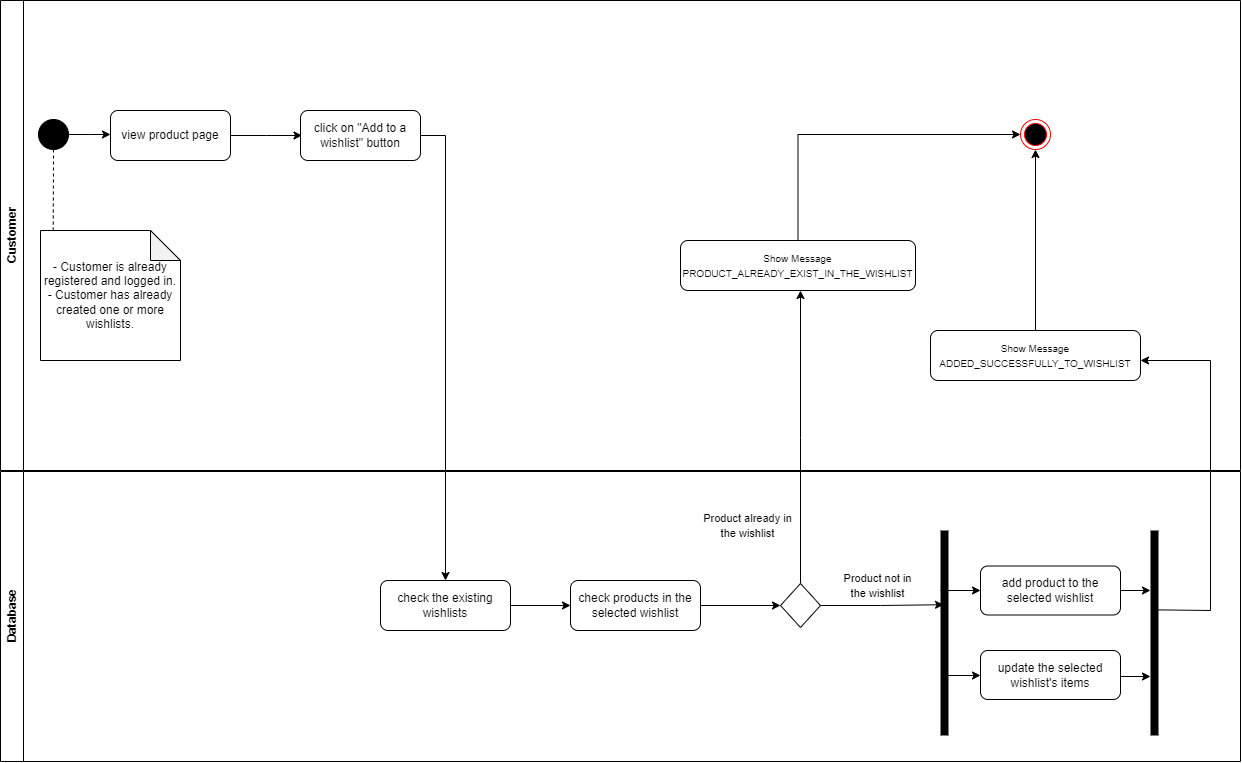 Customer
view product page
click on "Add to a
wishlist" button
- Customer is already
registered and logged in.
- Customer has already
created one or more
wishlists.
Show Message
PRODUCT_ALREADY_EXIST_IN_THE_WISHLIST
Show Message
ADDED_SUCCESSFULLY_TO_WISHLIST
Database
check the existing
wishlists
check products in the
selected wishlist
Product already in
the wishlist
Product not in
the wishlist
add product to the
selected wishlist
update the selected
wishlist's items